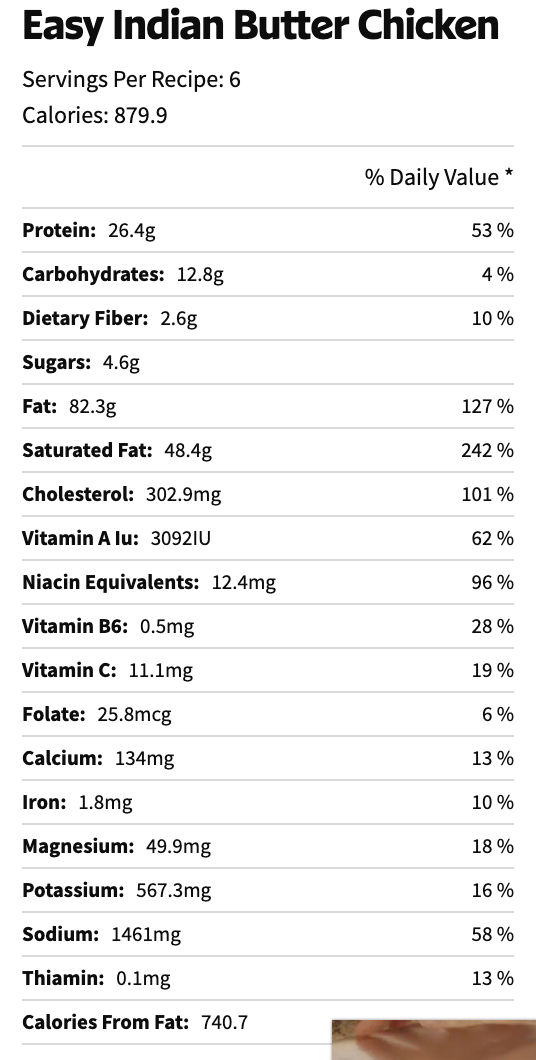 Easy Indian Butter Chicken
Servings Per Recipe: 6
Calories: 879.9
% Daily Value *
Protein: 26.4g 53 %
Carbohydrates: 12.8g 4 %
Dietary Fiber: 2.6g 10 %
Sugars: 4.6g
Fat: 82.3g 127 %
Saturated Fat: 48.4g 242 %
Cholesterol: 302.9mg 101 %
Vitamin A Iu: 3092IU 62 %
Niacin Equivalents: 12.4mg 96 %
Vitamin B6: 0.5mg 28 %
Vitamin C: 11.1mg 19 %
Folate: 25.8mcg 6 %
Calcium: 134mg 13 %
Iron: 1.8mg 10 %
Magnesium: 49.9mg 18 %
Potassium: 567.3mg 16 %
Sodium: 1461mg 58 %
Thiamin: 0.1mg 13 %
Calories From Fat: 740.7